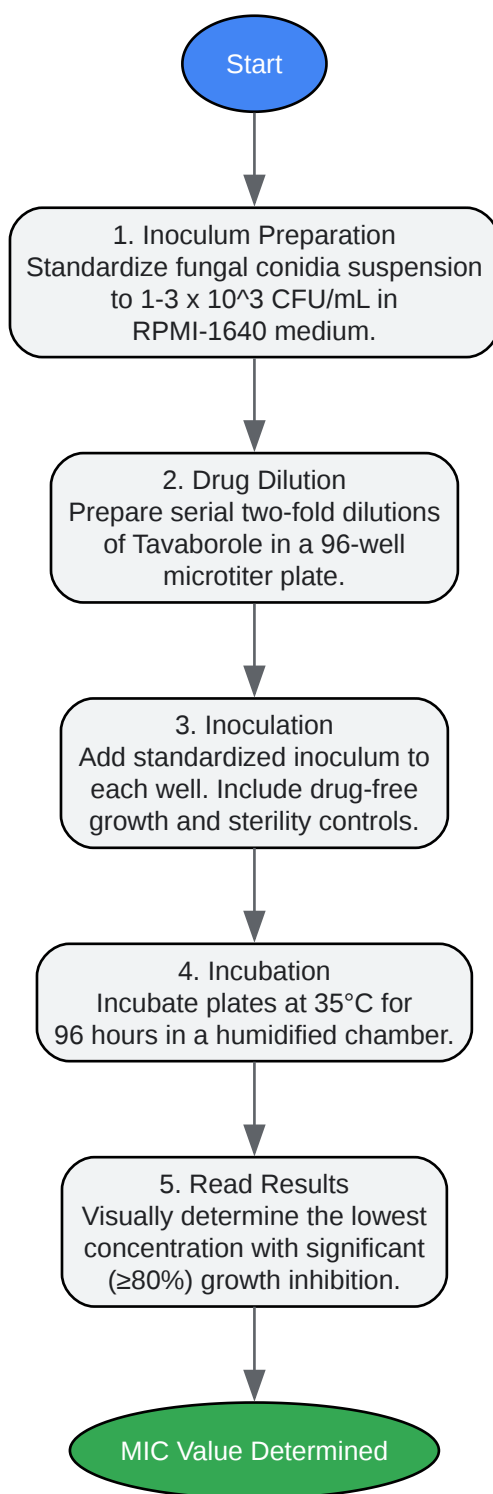 Start
1. Inoculum Preparation
Standardize fungal conidia suspension
to 1-3 x 10^3 CFU/mL in
RPMI-1640 medium.
2. Drug Dilution
Prepare serial two-fold dilutions
of Tavaborole in a 96-well
microtiter plate.
3. Inoculation
Add standardized inoculum to
each well. Include drug-free
growth and sterility controls.
4. Incubation
Incubate plates at 35°C for
96 hours in a humidified chamber.
5. Read Results
Visually determine the lowest
concentration with significant
(≥80%) growth inhibition.
MIC Value Determined